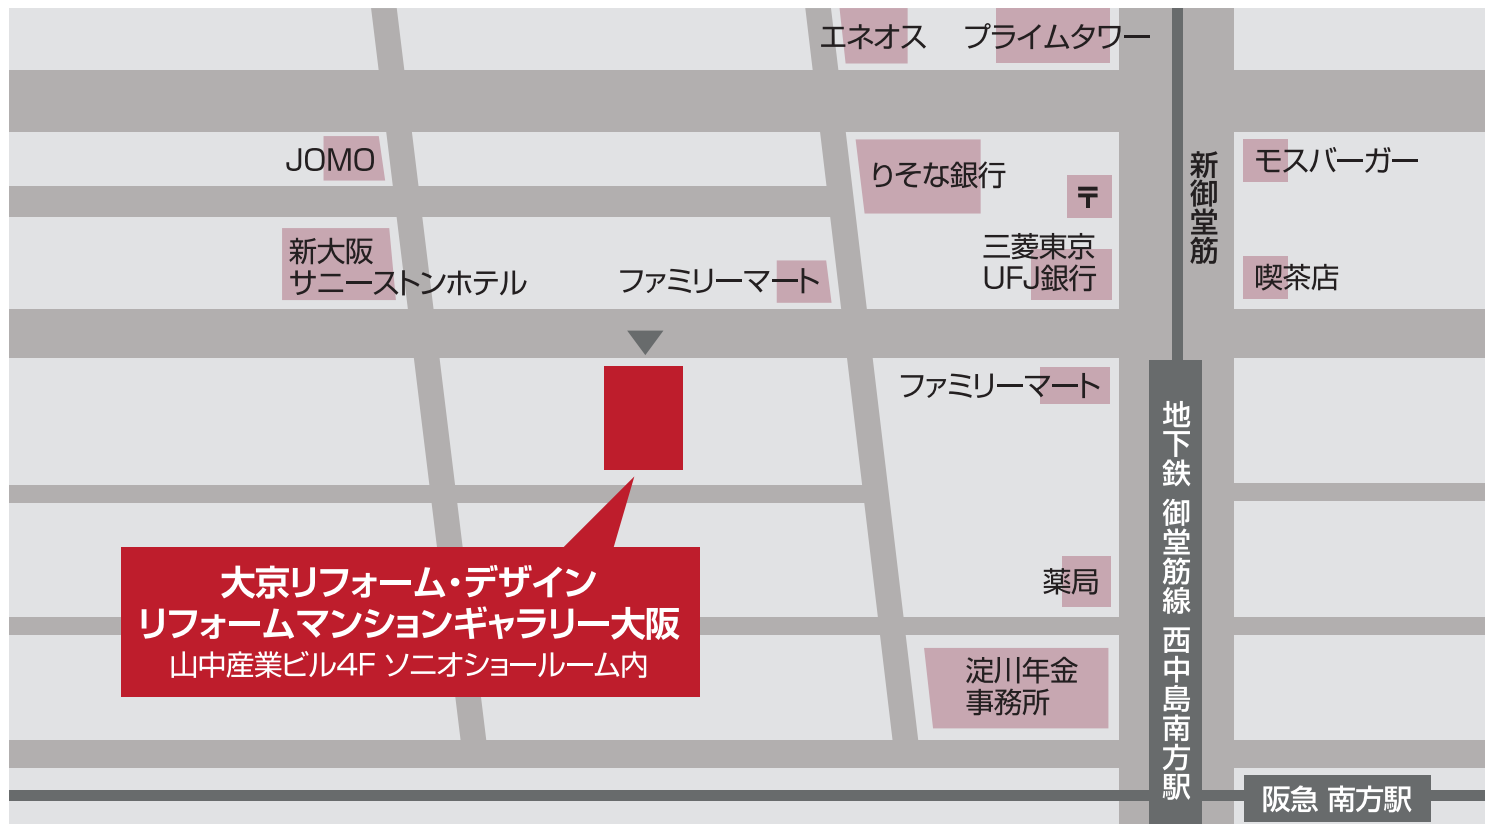 エネオス
プライムタワー
JOMO
りそな銀行
〒
新御堂筋
モスバーガー
新大阪
サニーストンホテル
ファミリーマート
三菱東京
UFJ銀行
喫茶店
ファミリーマート
地下鉄 御堂筋線 西中島南方駅
大京リフォーム・デザイン
リフォームマンションギャラリー大阪
山中産業ビル4F ソニオショールーム内
薬局
淀川年金
事務所
阪急 南方駅